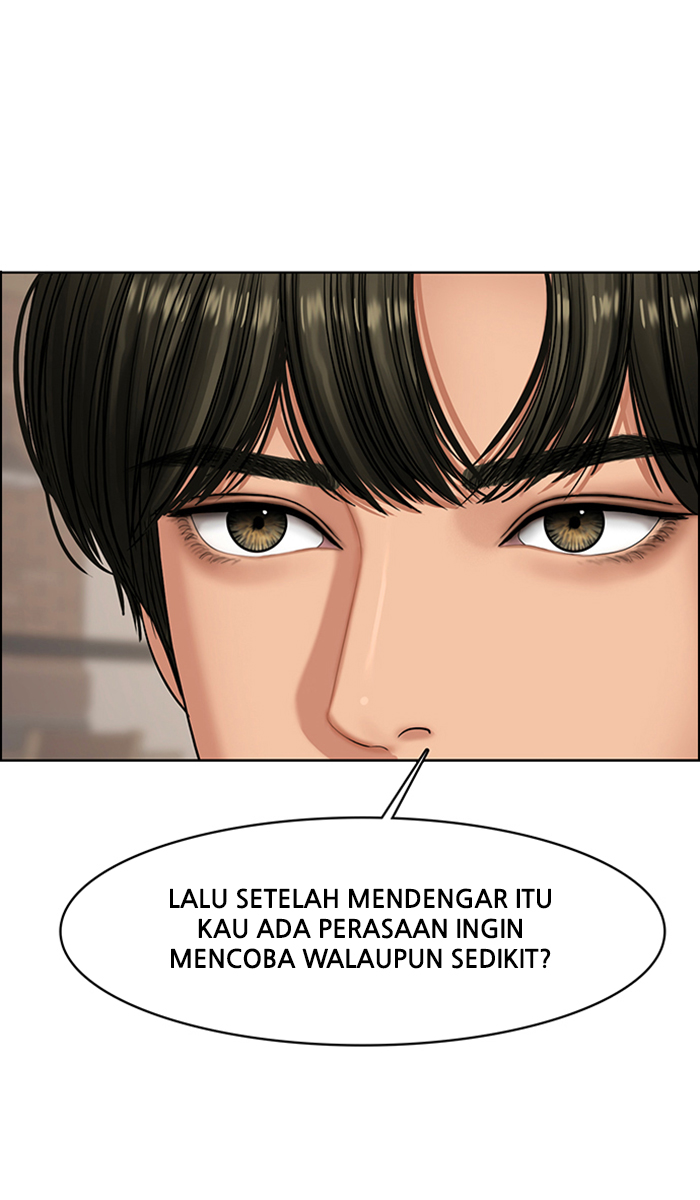 LALU SETELAH MENDENGAR ITU
KAU ADA PERASAAN INGIN
MENCOBA WALAUPUN SEDIKIT?